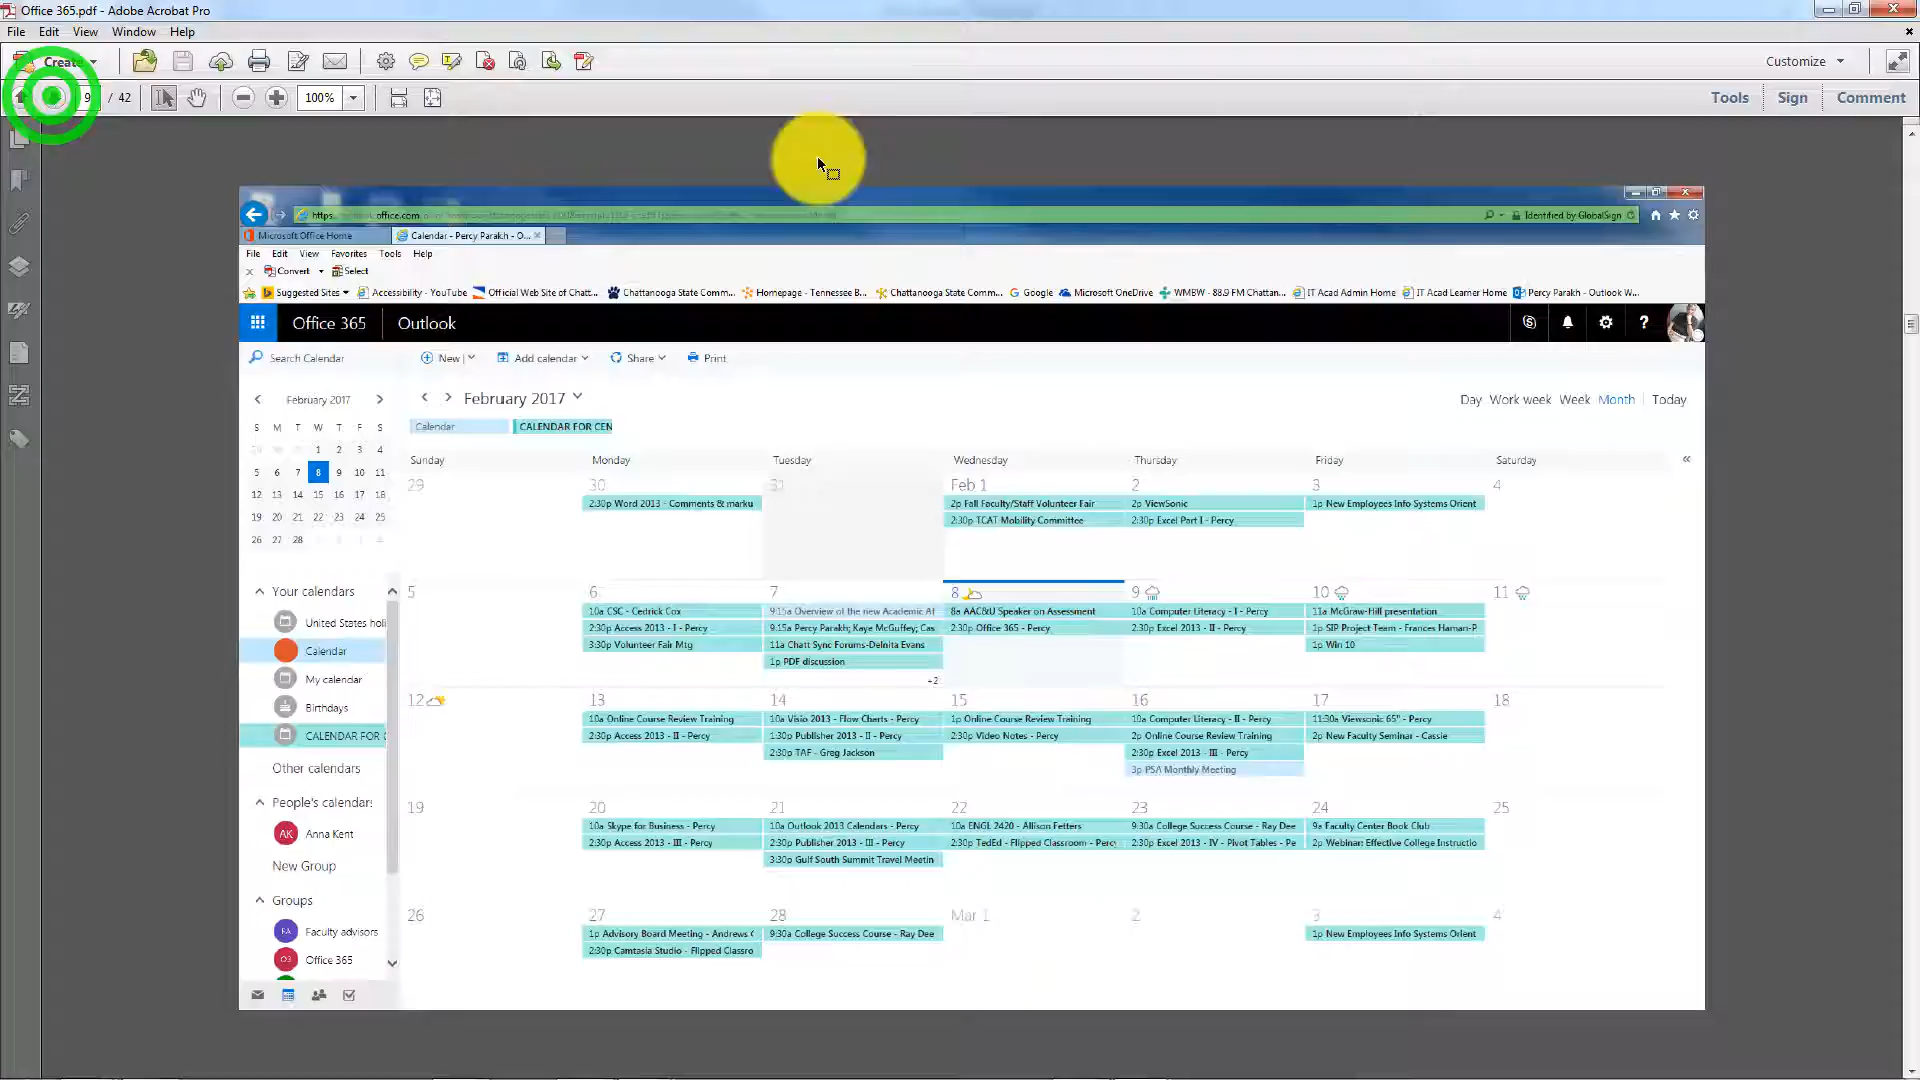 Office 365.pdf - Adobe Acrobat Pro
File Edit View Window Help
Create Customize
9 / 42 100% Tools Sign Comment
https office.com Identified by GlobalSign
Microsoft Office Home Calendar - Percy Parakh - O...
File Edit View Favorites Tools Help
Convert Select
Suggested Sites Accessibility - YouTube Official Web Site of Chatt... Chattanooga State Comm... Homepage - Tennessee B... Chattanooga State Comm... Google Microsoft OneDrive WMBW - 88.9 FM Chattan... IT Acad Admin Home IT Acad Learner Home Percy Parakh - Outlook W...
Office 365 Outlook ?
Search Calendar New Add calendar Share Print
February 2017 February 2017 Day Work week Week Month Today
Calendar CALENDAR FOR CEN
S M T W T F S
1 2 3 4
5 6 7 8 9 10 11
12 13 14 15 16 17 18
19 20 21 22 23 24 25
26 27 28
Sunday Monday Tuesday Wednesday Thursday Friday Saturday
29 30 31 Feb 1 2 3 4
2:30p Word 2013 - Comments & marku 2p Fall Faculty/Staff Volunteer Fair 2p ViewSonic 1p New Employees Info Systems Orient
2:30p TCAT Mobility Committee 2:30p Excel Part I - Percy
5 6 7 8 9 10 11
10a CSC - Cedrick Cox 9:15a Overview of the new Academic Af 8a AAC&U Speaker on Assessment 10a Computer Literacy - I - Percy 11a McGraw-Hill presentation
2:30p Access 2013 - I - Percy 9:15a Percy Parakh; Kaye McGuffey; Cas 2:30p Office 365 - Percy 2:30p Excel 2013 - II - Percy 1p SIP Project Team - Frances Haman-P
3:30p Volunteer Fair Mtg 11a Chatt Sync Forums-Delnita Evans 1p Win 10
1p PDF discussion
+2
12 13 14 15 16 17 18
10a Online Course Review Training 10a Visio 2013 - Flow Charts - Percy 1p Online Course Review Training 10a Computer Literacy - II - Percy 11:30a Viewsonic 65" - Percy
2:30p Access 2013 - II - Percy 1:30p Publisher 2013 - II - Percy 2:30p Video Notes - Percy 2p Online Course Review Training 2p New Faculty Seminar - Cassie
2:30p TAF - Greg Jackson 2:30p Excel 2013 - III - Percy
3p PSA Monthly Meeting
19 20 21 22 23 24 25
10a Skype for Business - Percy 10a Outlook 2013 Calendars - Percy 10a ENGL 2420 - Allison Fetters 9:30a College Success Course - Ray Dee 9a Faculty Center Book Club
2:30p Access 2013 - III - Percy 2:30p Publisher 2013 - III - Percy 2:30p TedEd - Flipped Classroom - Percy 2:30p Excel 2013 - IV - Pivot Tables - Pe 2p Webinar: Effective College Instructio
3:30p Gulf South Summit Travel Meetin
26 27 28 Mar 1 2 3 4
1p Advisory Board Meeting - Andrews C 9:30a College Success Course - Ray Dee 1p New Employees Info Systems Orient
2:30p Camtasia Studio - Flipped Classro
Your calendars
United States holi
Calendar
My calendar
Birthdays
CALENDAR FOR C
Other calendars
People's calendars
AK Anna Kent
New Group
Groups
FA Faculty advisors
O3 Office 365